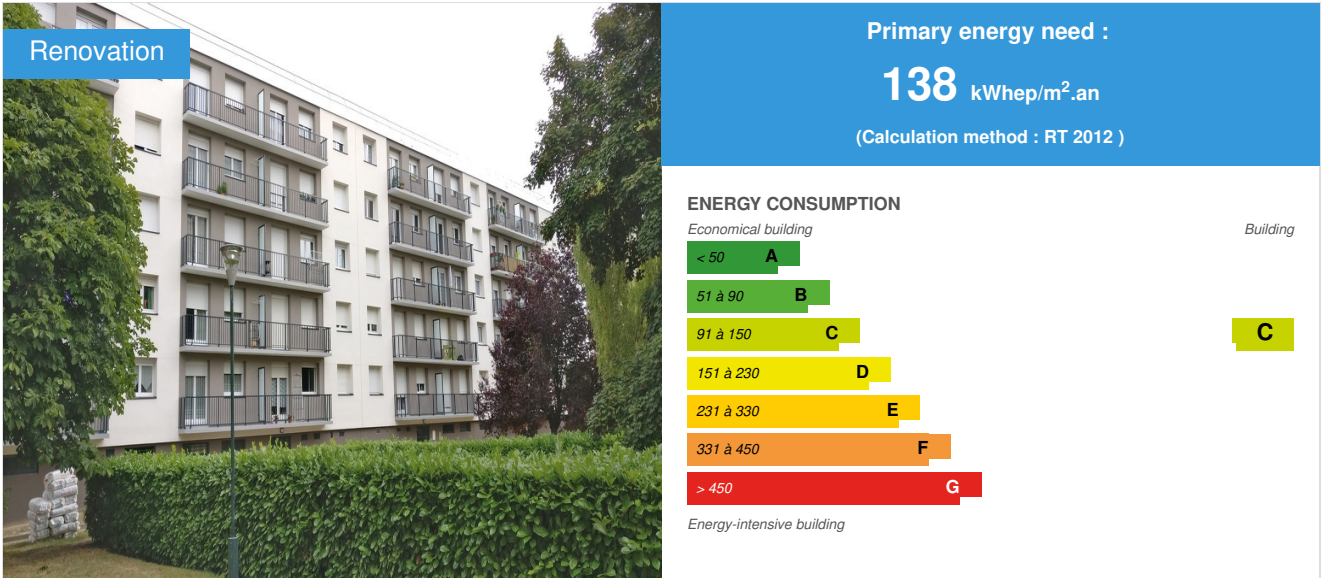 Renovation
Primary energy need :
138 kWhep/m².an
(Calculation method : RT 2012 )
ENERGY CONSUMPTION
Economical building
Building
< 50 A
51 à 90 B
91 à 150 C
C
151 à 230 D
231 à 330 E
331 à 450 F
> 450 G
Energy-intensive building